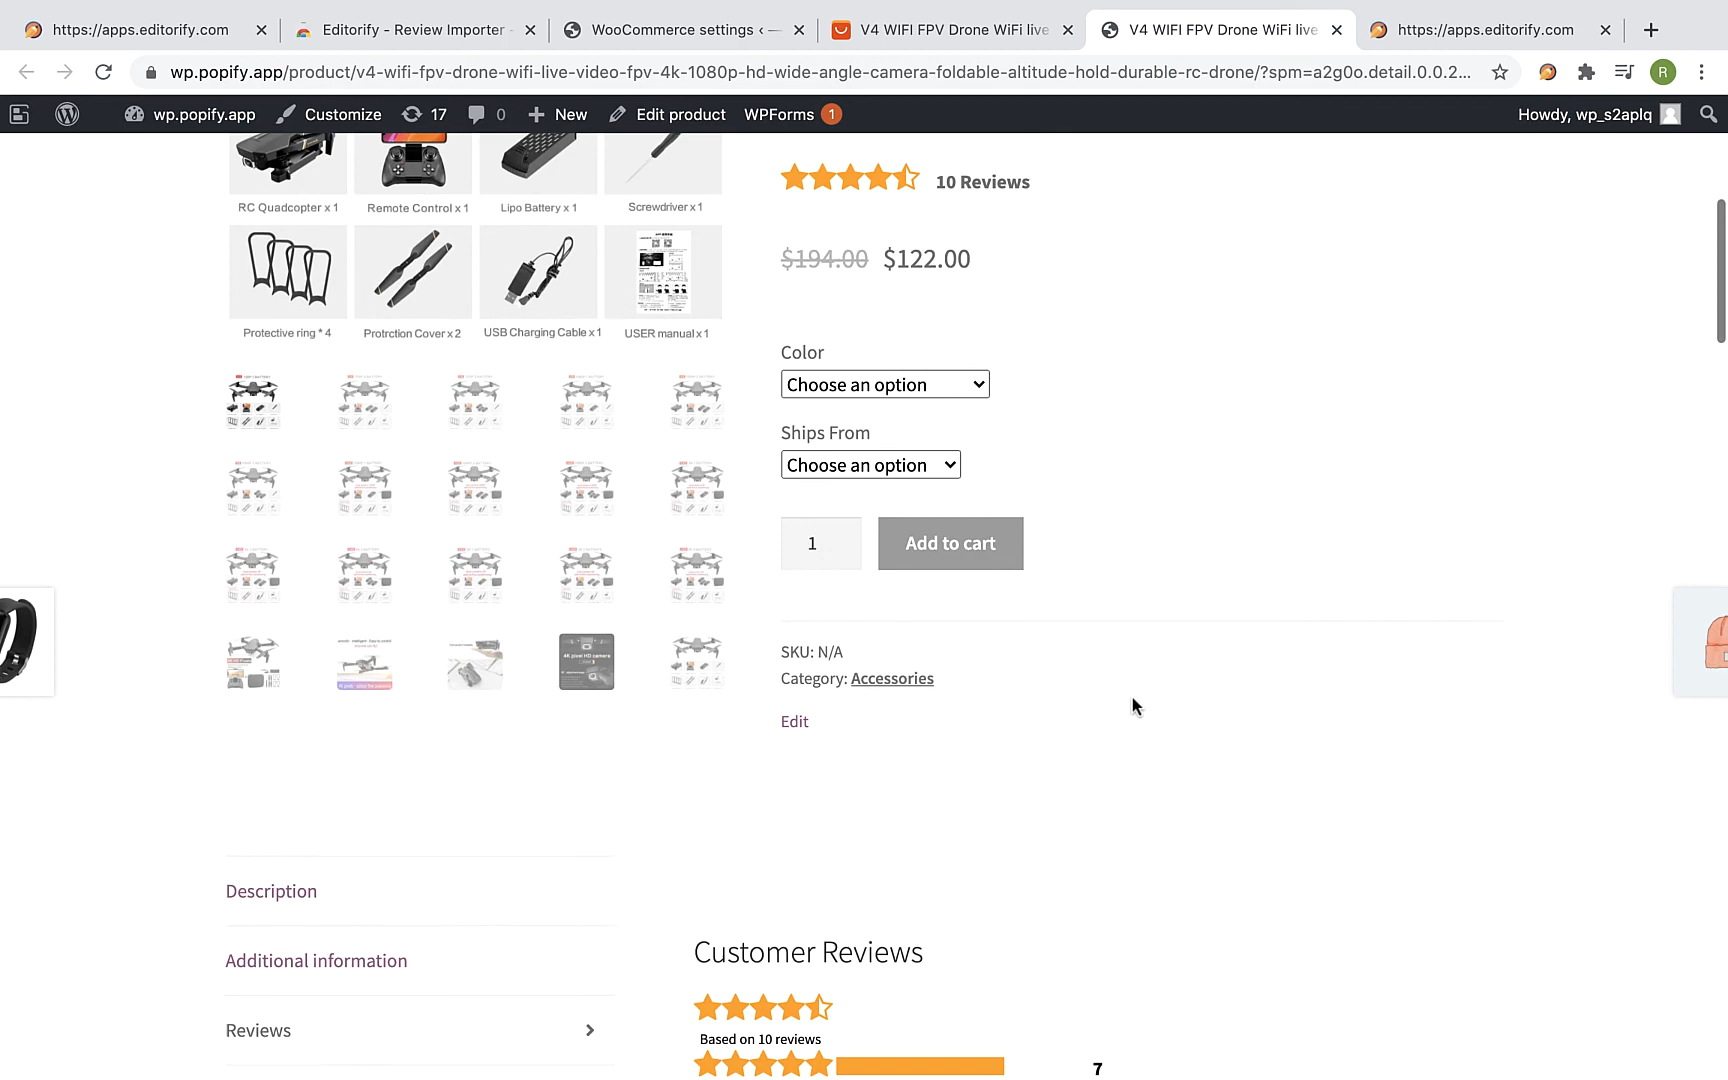 https://apps.editorify.com
Editorify - Review Importer -
WooCommerce settings ‹ —
V4 WIFI FPV Drone WiFi live
V4 WIFI FPV Drone WiFi live
https://apps.editorify.com
wp.popify.app/product/v4-wifi-fpv-drone-wifi-live-video-fpv-4k-1080p-hd-wide-angle-camera-foldable-altitude-hold-durable-rc-drone/?spm=a2g0o.detail.0.0.2...
R
wp.popify.app
Customize
17
0
New
Edit product
WPForms 1
Howdy, wp_s2aplq
RC Quadcopter x 1
Remote Control x 1
Lipo Battery x 1
Screwdriver x 1
Protective ring * 4
Protrction Cover x 2
USB Charging Cable x 1
USER manual x 1
10 Reviews
$194.00 $122.00
Color
Choose an option
Ships From
Choose an option
1
Add to cart
SKU: N/A
Category: Accessories
Edit
4K pixel HD camera
Description
Additional information
Reviews
Customer Reviews
Based on 10 reviews
7